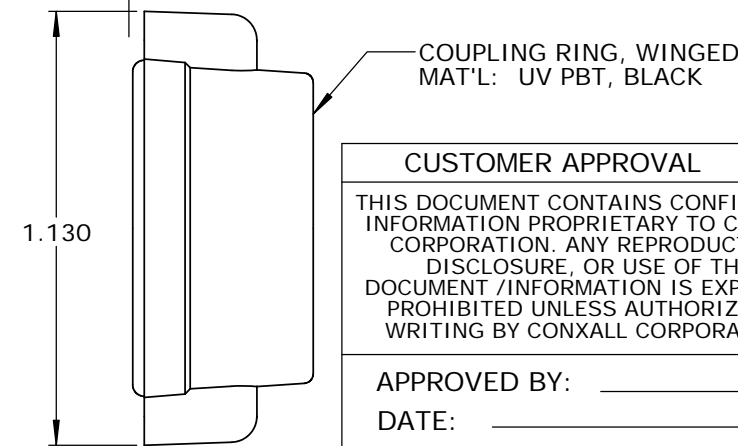 COUPLING RING, WINGED
MAT'L: UV PBT, BLACK
1.130
CUSTOMER APPROVAL
THIS DOCUMENT CONTAINS CONFI
INFORMATION PROPRIETARY TO C
CORPORATION. ANY REPRODUCT
DISCLOSURE, OR USE OF TH
DOCUMENT /INFORMATION IS EXP
PROHIBITED UNLESS AUTHORIZ
WRITING BY CONXALL CORPORA
APPROVED BY:
DATE: